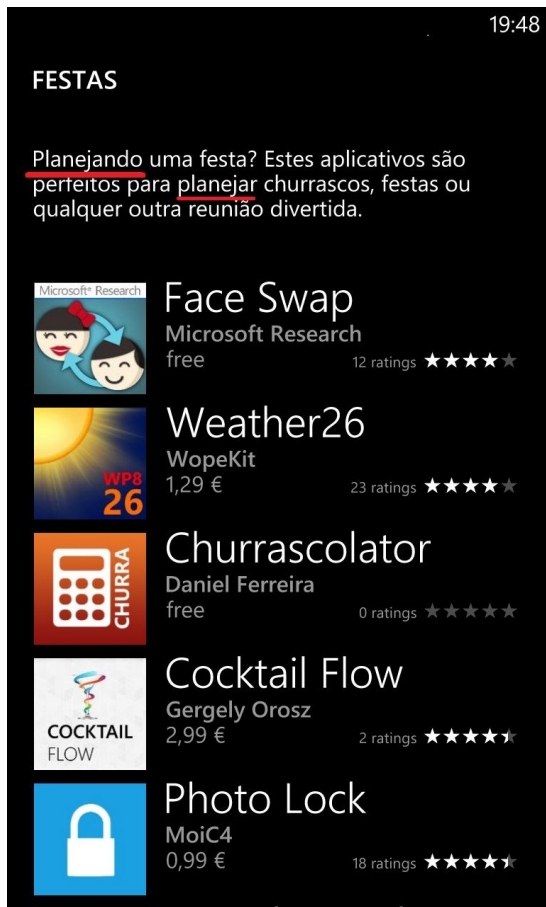 19:48
FESTAS
Planejando uma festa? Estes aplicativos são
perfeitos para planejar churrascos, festas ou
qualquer outra reunião divertida.
Microsoft® Research
Face Swap
Microsoft Research
free
12 ratings
WP8
26
Weather26
WopeKit
1,29 €
23 ratings
CHURRA
Churrascolator
Daniel Ferreira
free
0 ratings
COCKTAIL
FLOW
Cocktail Flow
Gergely Orosz
2,99 €
2 ratings
Photo Lock
MoiC4
0,99 €
18 ratings